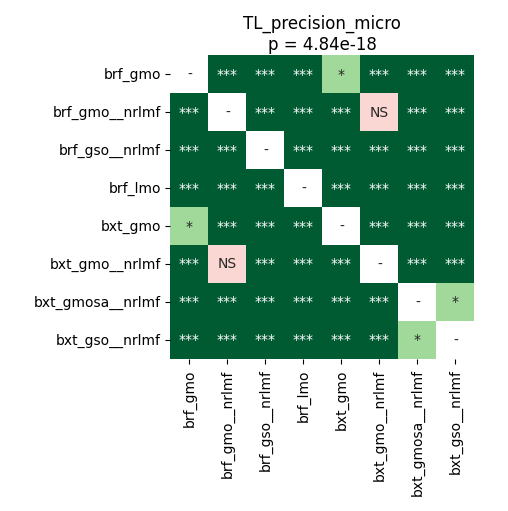 TL_precision_micro
p = 4.84e-18
brf_gmo - *** *** *** * *** *** ***
brf_gmo__nrlmf *** - *** *** *** NS *** ***
brf_gso__nrlmf *** *** - *** *** *** *** ***
brf_lmo *** *** *** - *** *** *** ***
bxt_gmo * *** *** *** - *** *** ***
bxt_gmo__nrlmf *** NS *** *** *** - *** ***
bxt_gmosa__nrlmf *** *** *** *** *** *** - *
bxt_gso__nrlmf *** *** *** *** *** *** * -
brf_gmo
brf_gmo__nrlmf
brf_gso__nrlmf
brf_lmo
bxt_gmo
bxt_gmo__nrlmf
bxt_gmosa__nrlmf
bxt_gso__nrlmf